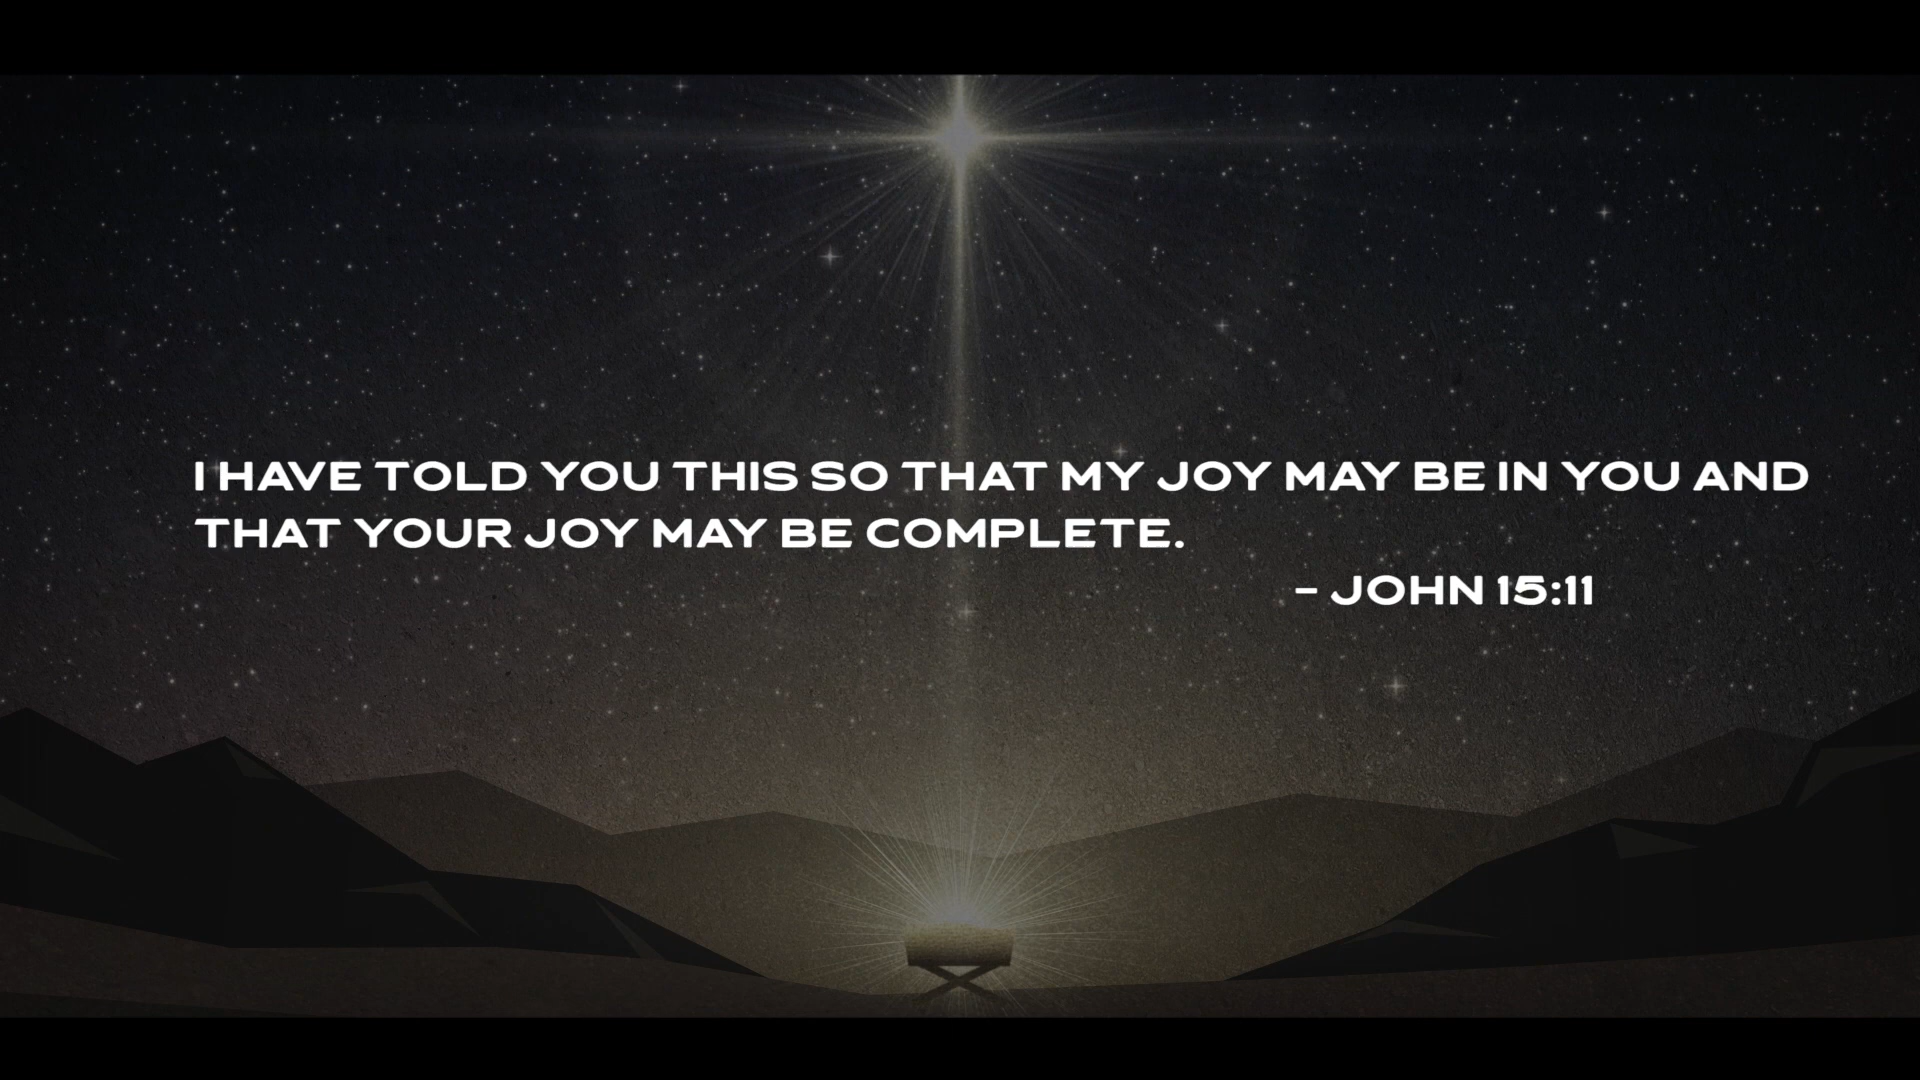 I HAVE TOLD YOU THIS SO THAT MY JOY MAY BE IN YOU AND
THAT YOUR JOY MAY BE COMPLETE.
– JOHN 15:11